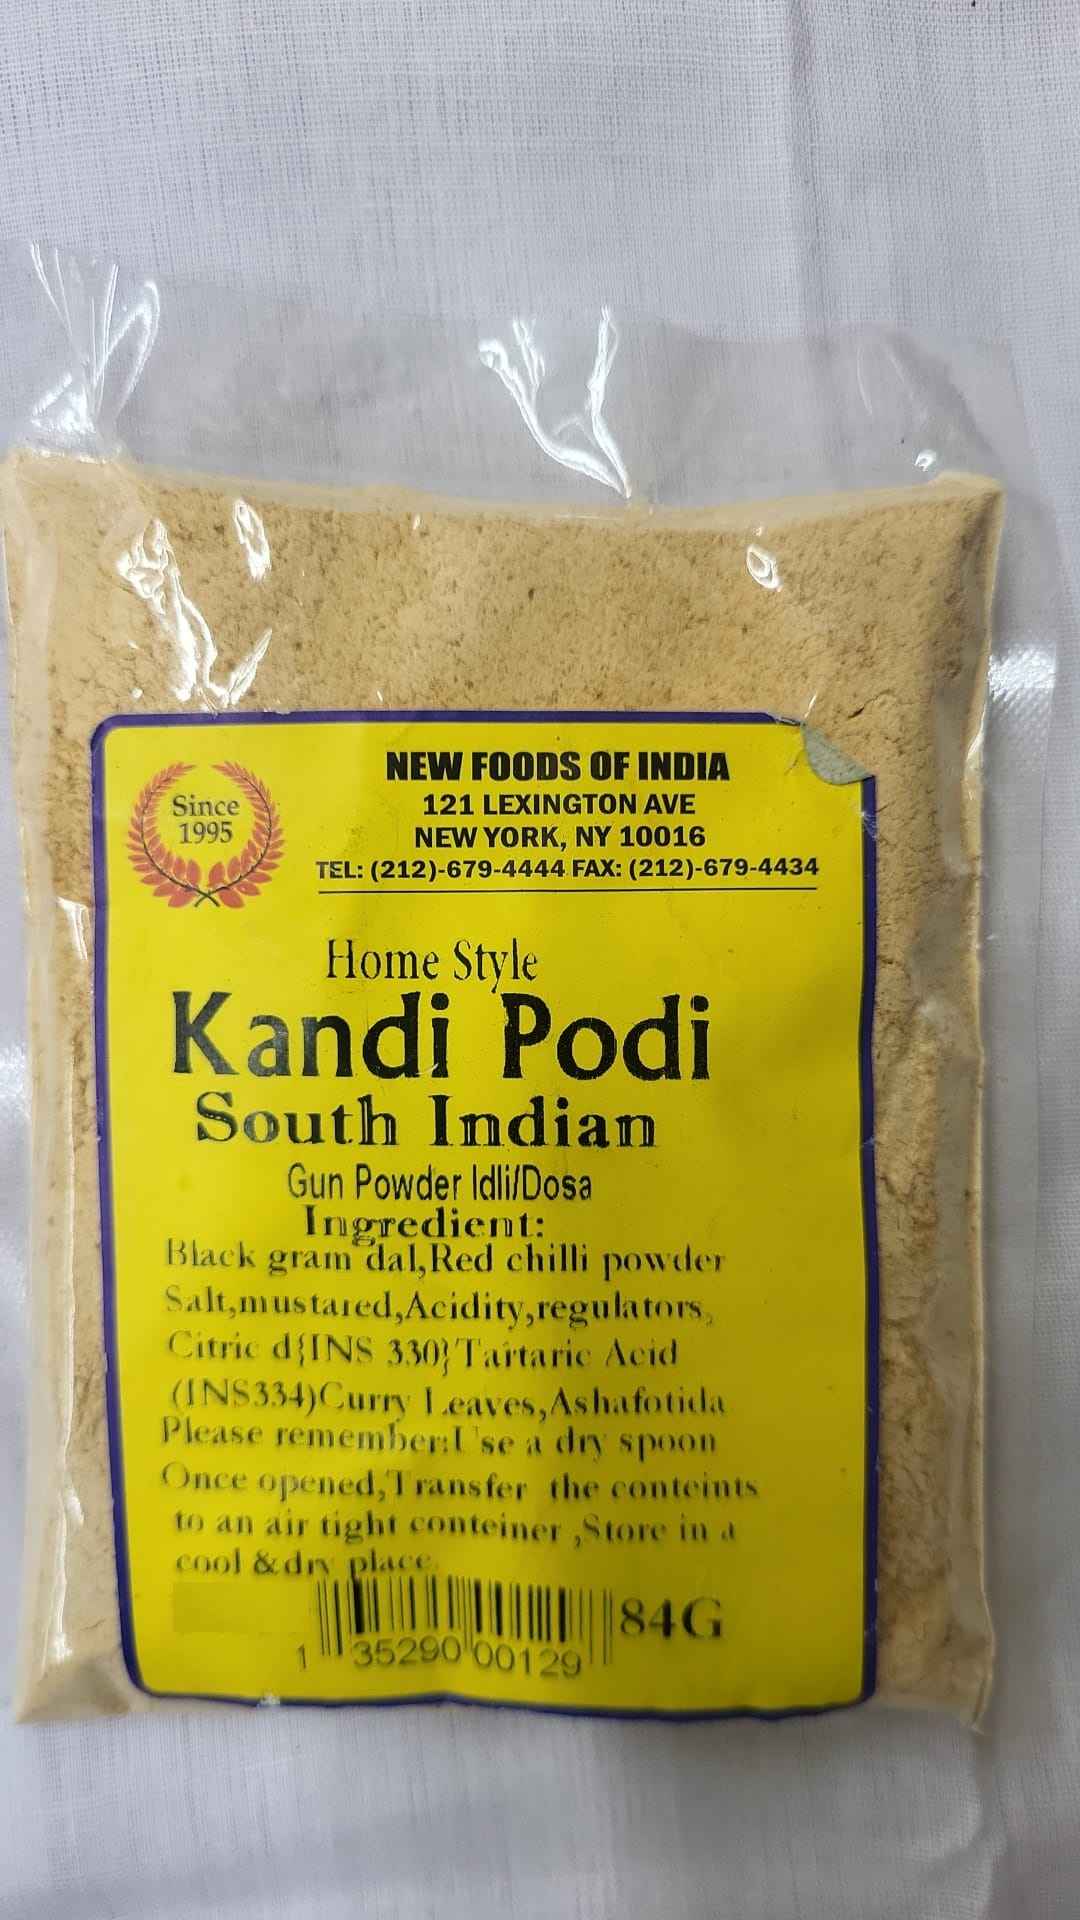 Since
1995
NEW FOODS OF INDIA
121 LEXINGTON AVE
NEW YORK, NY 10016
TEL: (212)-679-4444 FAX: (212)-679-4434
Home Style
Kandi Podi
South Indian
Gun Powder Idli/Dosa
Ingredient:
Black gram dal,Red chilli powder
Salt,mustared,Acidity,regulators,
Citric d{INS 330}Tartaric Acid
(INS334)Curry Leaves,Ashafotida
Please remember:Use a dry spoon
Once opened,Transfer the conteints
to an air tight conteiner ,Store in a
cool &dry place.
84G
1 35290 00129